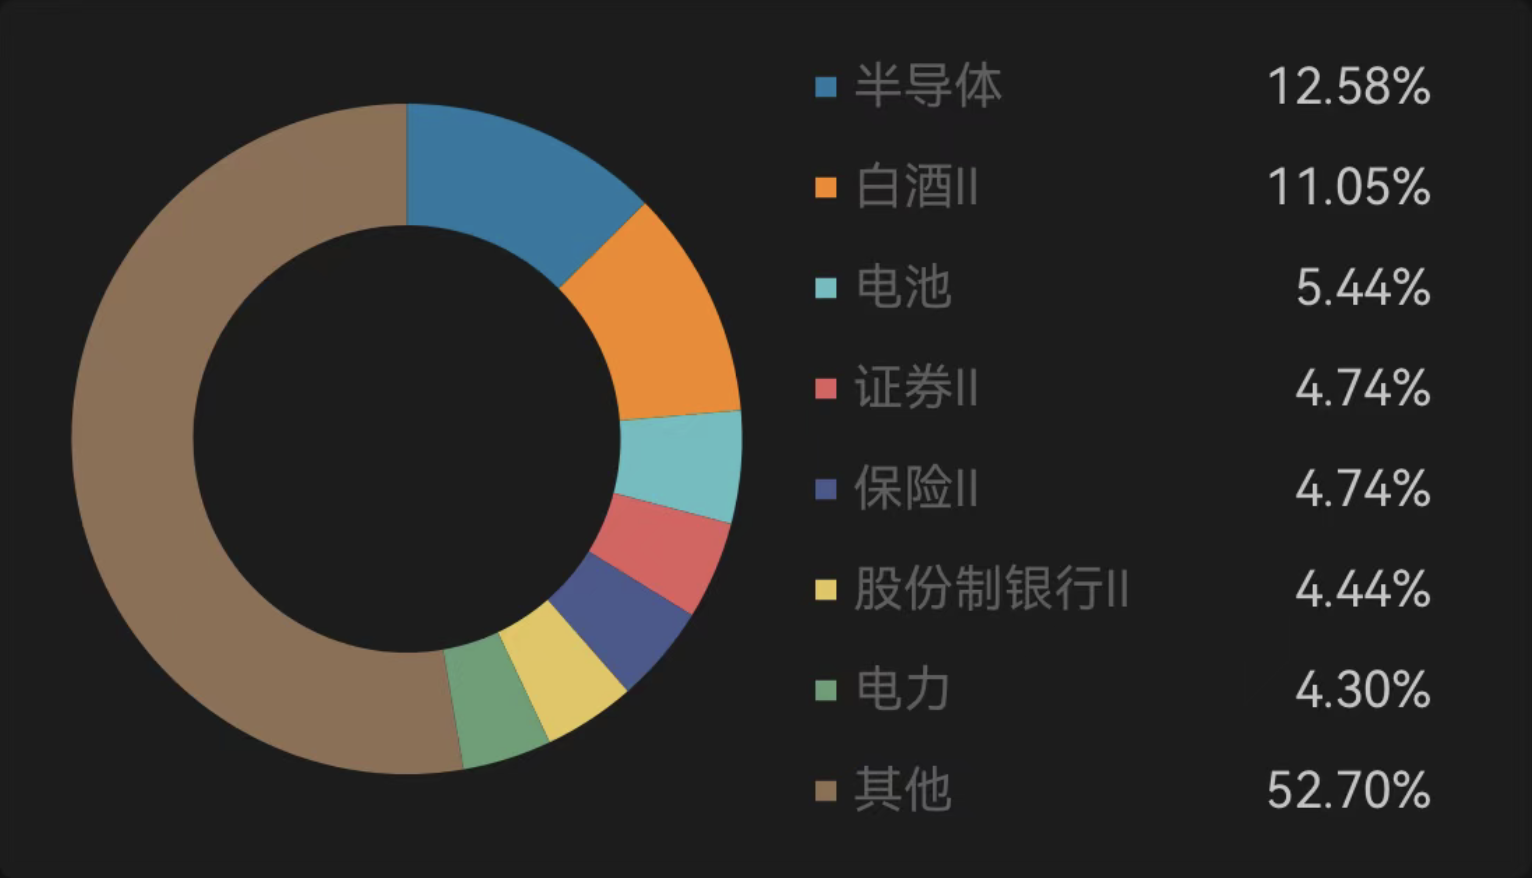 半导体 12.58%
白酒II 11.05%
电池 5.44%
证券II 4.74%
保险II 4.74%
股份制银行II 4.44%
电力 4.30%
其他 52.70%